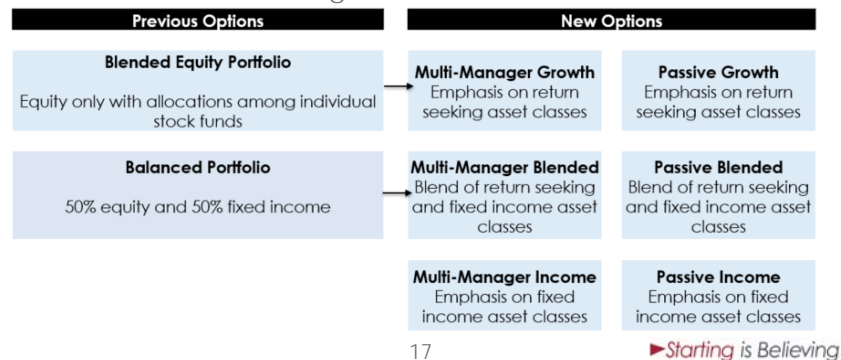 Previous Options
New Options
Blended Equity Portfolio
Equity only with allocations among individual
stock funds
Multi-Manager Growth
Emphasis on return
seeking asset classes
Passive Growth
Emphasis on return
seeking asset classes
Balanced Portfolio
50% equity and 50% fixed income
Multi-Manager Blended
Blend of return seeking
and fixed income asset
classes
Passive Blended
Blend of return seeking
and fixed income asset
classes
Multi-Manager Income
Emphasis on fixed
income asset classes
Passive Income
Emphasis on fixed
income asset classes
17
Starting is Believing